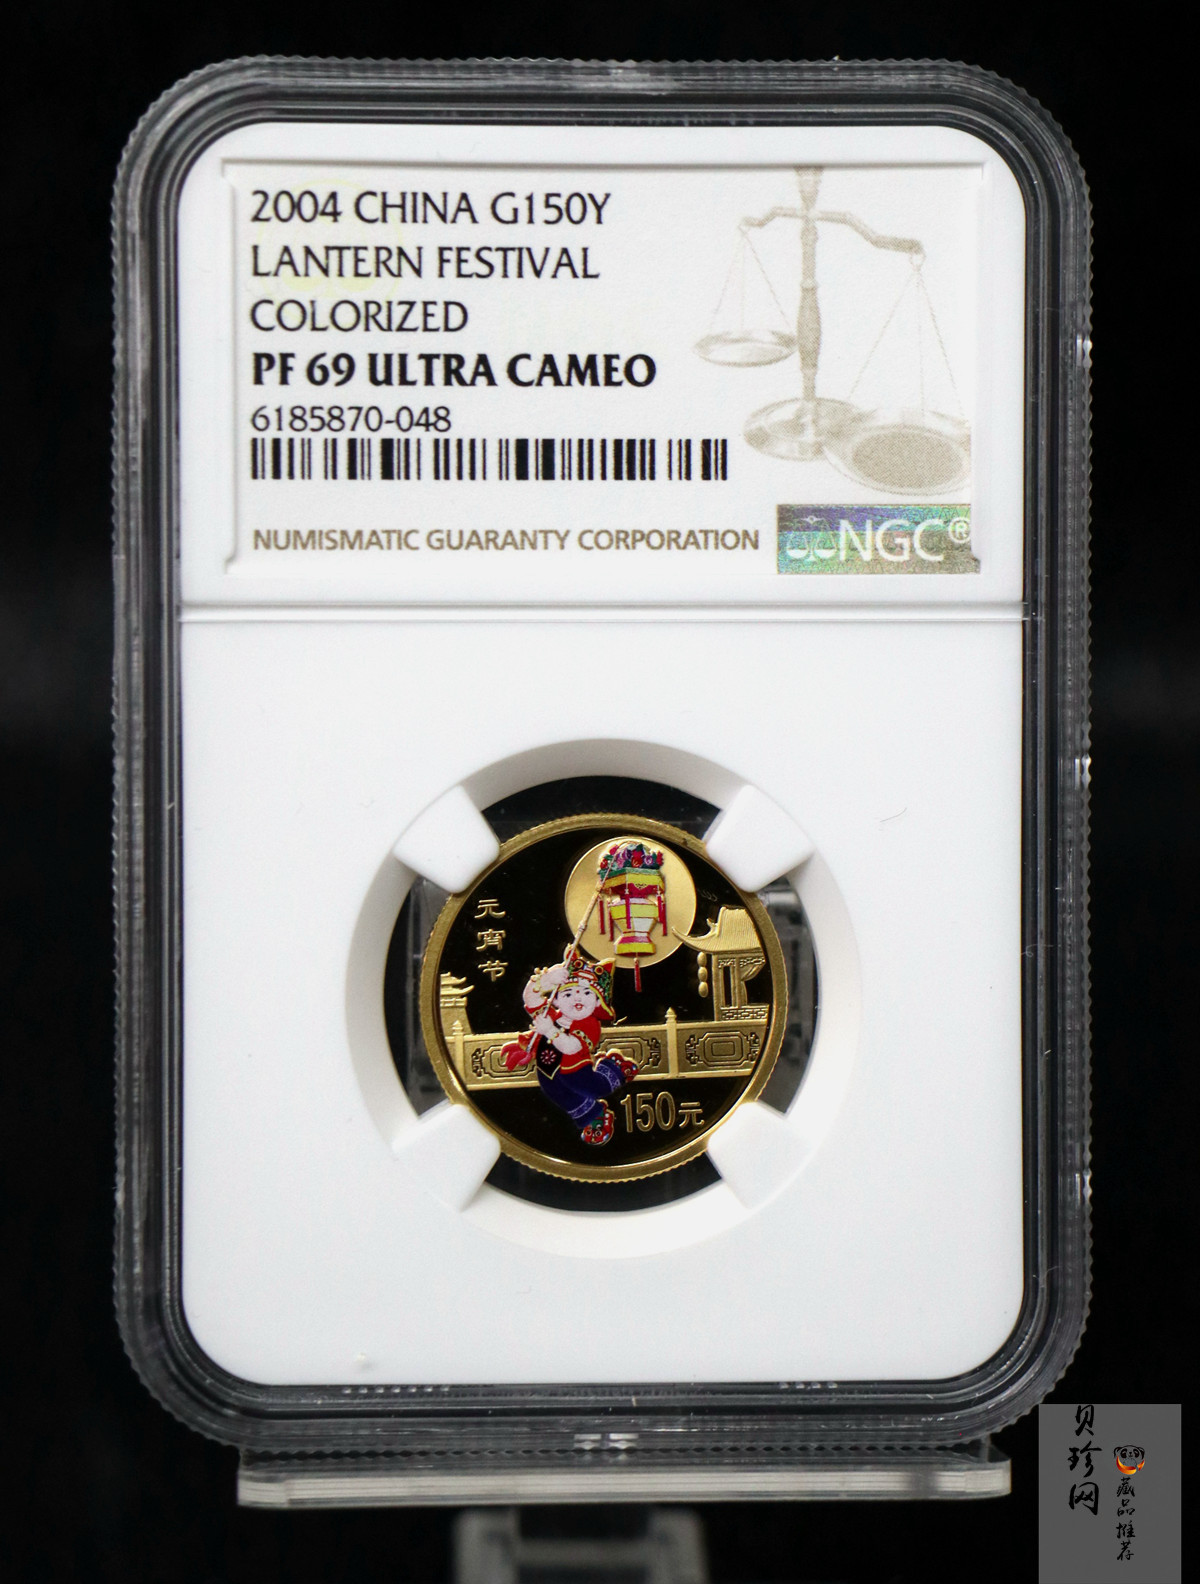 2004 CHINA G150Y
LANTERN FESTIVAL
COLORIZED
PF 69 ULTRA CAMEO
6185870-048
NUMISMATIC GUARANTY CORPORATION
NGC®
元宵节
150元
贝珍网
藏品推荐